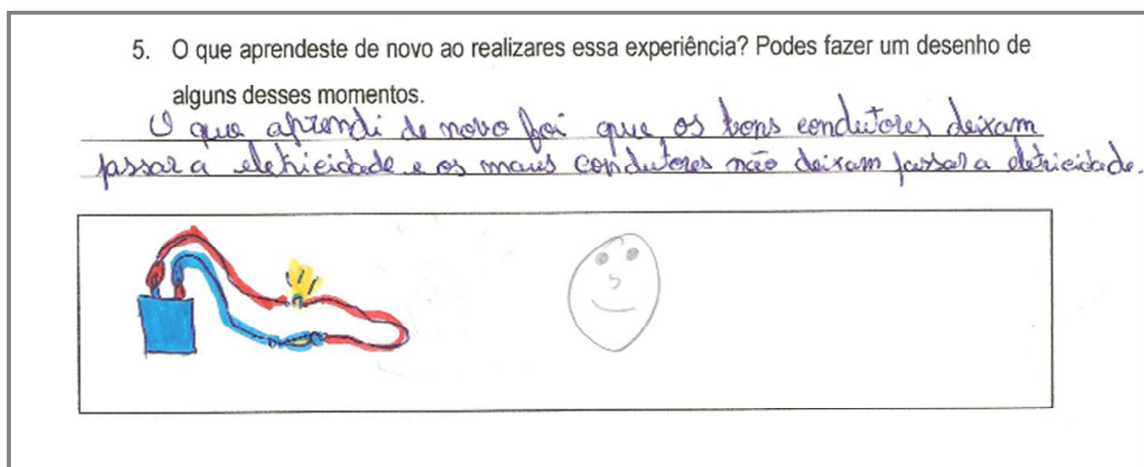 5. O que aprendeste de novo ao realizares essa experiência? Podes fazer um desenho de
alguns desses momentos.
O que aprendi de novo foi que os bons condutores deixam
passar a eletricidade e os maus condutores não deixam passar a eletricidade.